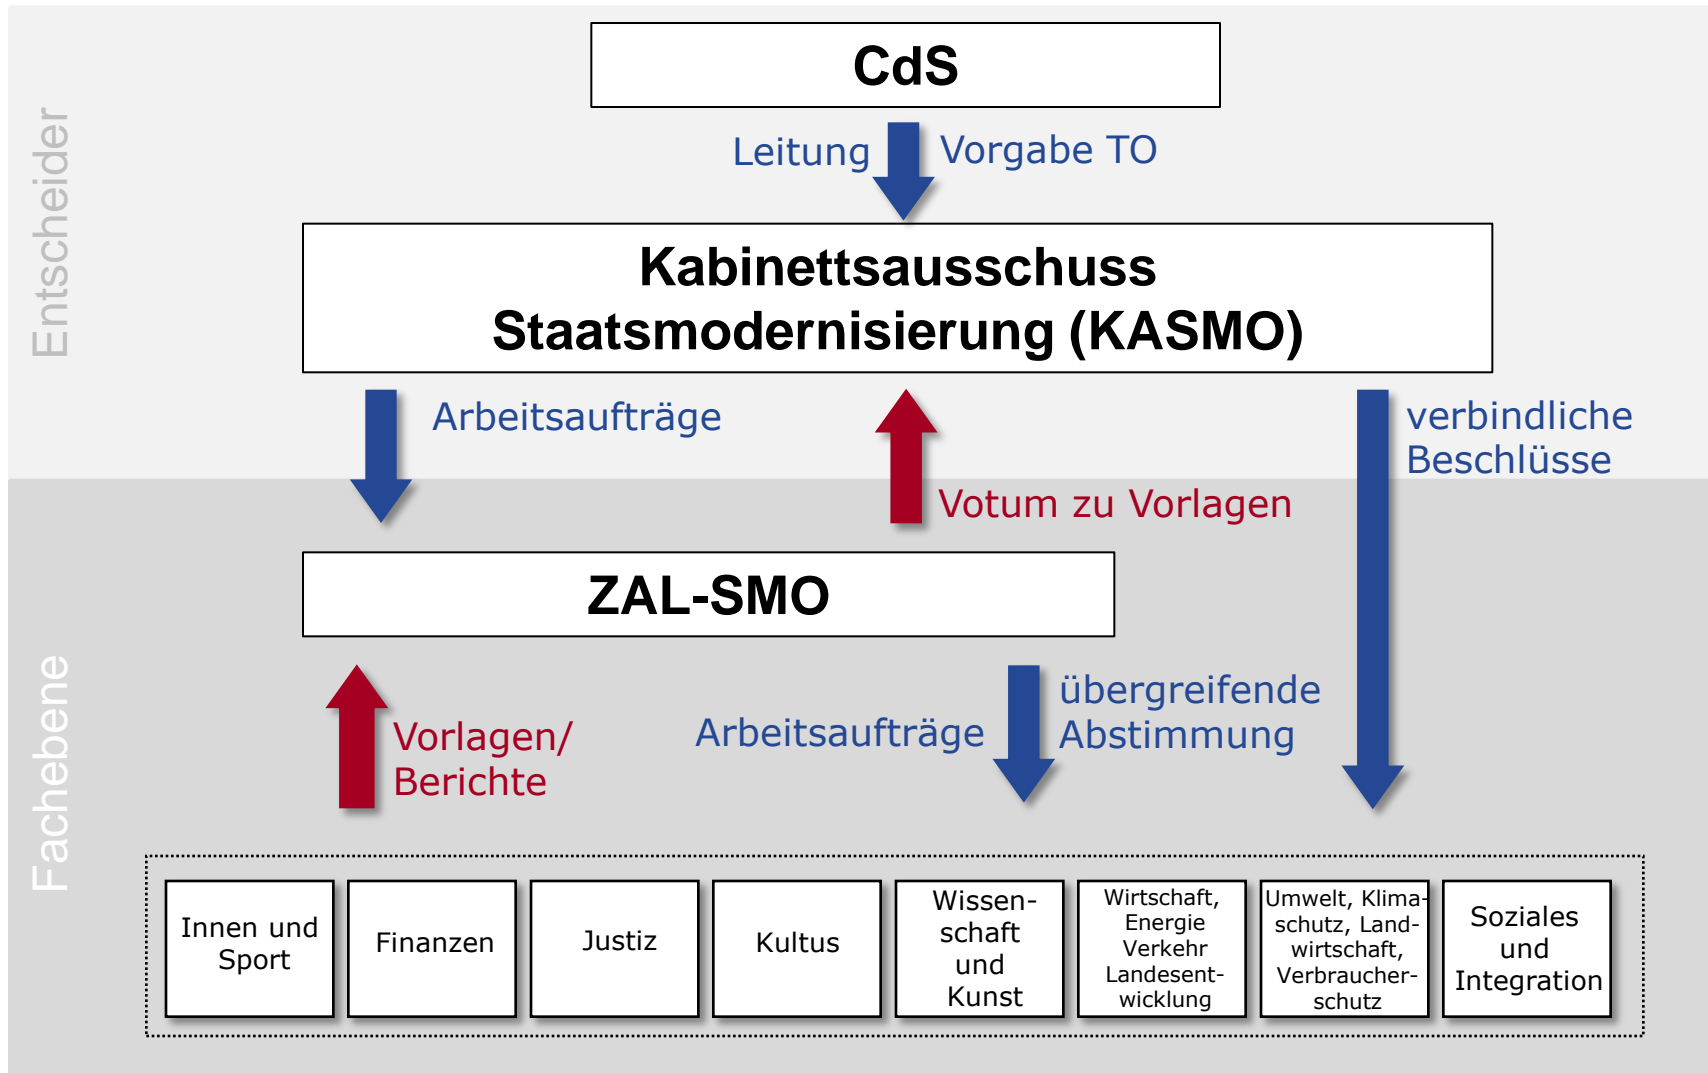 Entscheider
CdS
Leitung
Vorgabe TO
Kabinettsausschuss
Staatsmodernisierung (KASMO)
Arbeitsaufträge
verbindliche
Beschlüsse
Votum zu Vorlagen
Fachebene
ZAL-SMO
Vorlagen/
Berichte
Arbeitsaufträge
übergreifende
Abstimmung
Innen und
Sport
Finanzen
Justiz
Kultus
Wissen-
schaft
und
Kunst
Wirtschaft,
Energie
Verkehr
Landesent-
wicklung
Umwelt, Klima-
schutz, Land-
wirtschaft,
Verbraucher-
schutz
Soziales
und
Integration